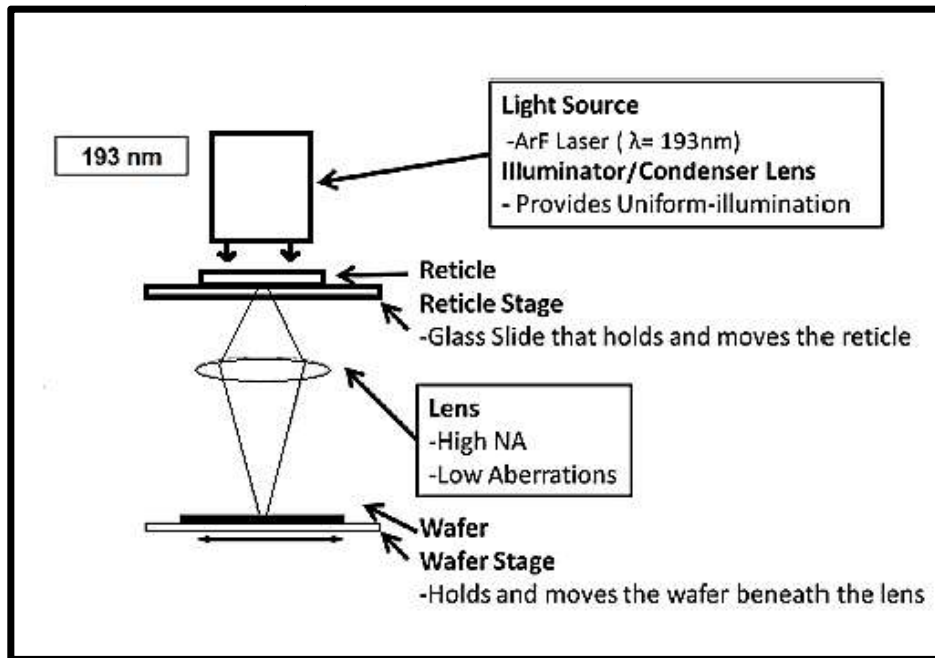 193 nm
Light Source
-ArF Laser ( λ= 193nm)
Illuminator/Condenser Lens
- Provides Uniform-illumination
Reticle
Reticle Stage
-Glass Slide that holds and moves the reticle
Lens
-High NA
-Low Aberrations
Wafer
Wafer Stage
-Holds and moves the wafer beneath the lens